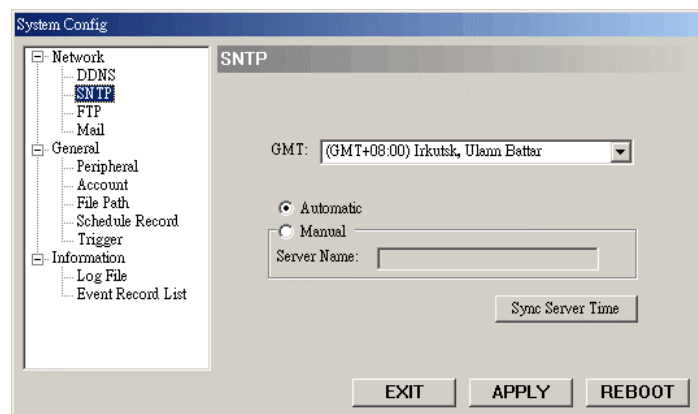 System Config
Network
DDNS
SNTP
FTP
Mail
General
Peripheral
Account
File Path
Schedule Record
Trigger
Information
Log File
Event Record List
SNTP
GMT: (GMT+08:00) Irkutsk, Ulann Battar
Automatic
Manual
Server Name:
Sync Server Time
EXIT APPLY REBOOT